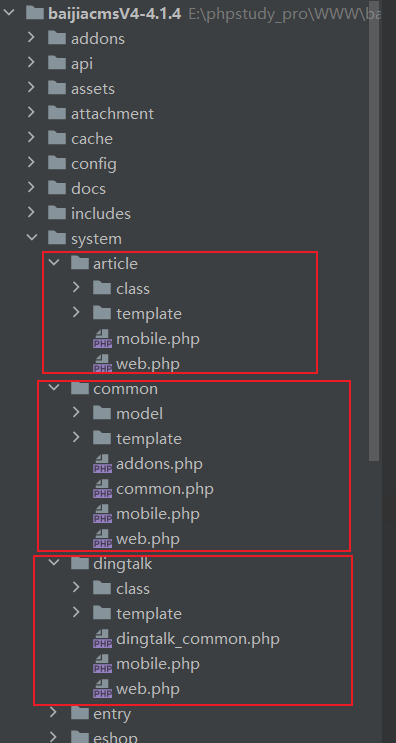 baijiacmsV4-4.1.4 E:\phpstudy_pro\WWW\ba
addons
api
assets
attachment
cache
config
docs
includes
system
article
class
template
PHP mobile.php
PHP web.php
common
model
template
PHP addons.php
PHP common.php
PHP mobile.php
PHP web.php
dingtalk
class
template
PHP dingtalk_common.php
PHP mobile.php
PHP web.php
entry
eshop